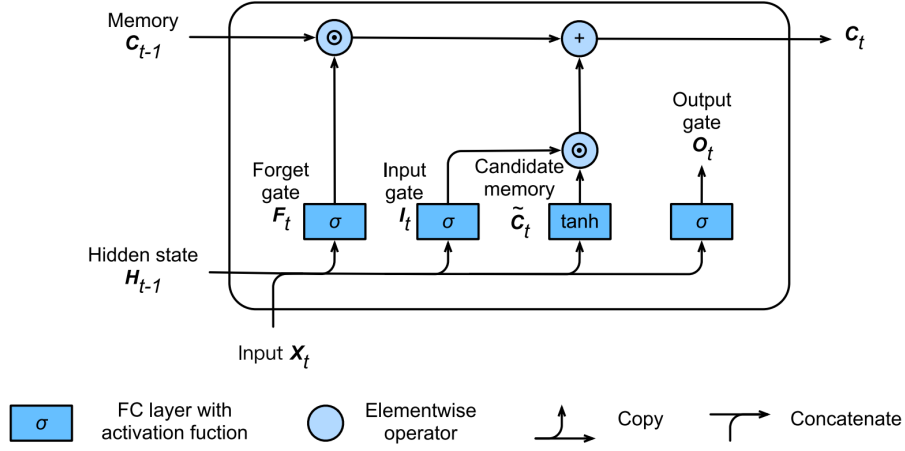 Memory
C_{t-1}
⊙
+
C_t
Output
gate
O_t
Forget
gate
F_t
Input
gate
I_t
⊙
Candidate
memory
C̃_t
σ
σ
tanh
σ
Hidden state
H_{t-1}
Input X_t
σ
FC layer with
activation fuction
Elementwise
operator
Copy
Concatenate